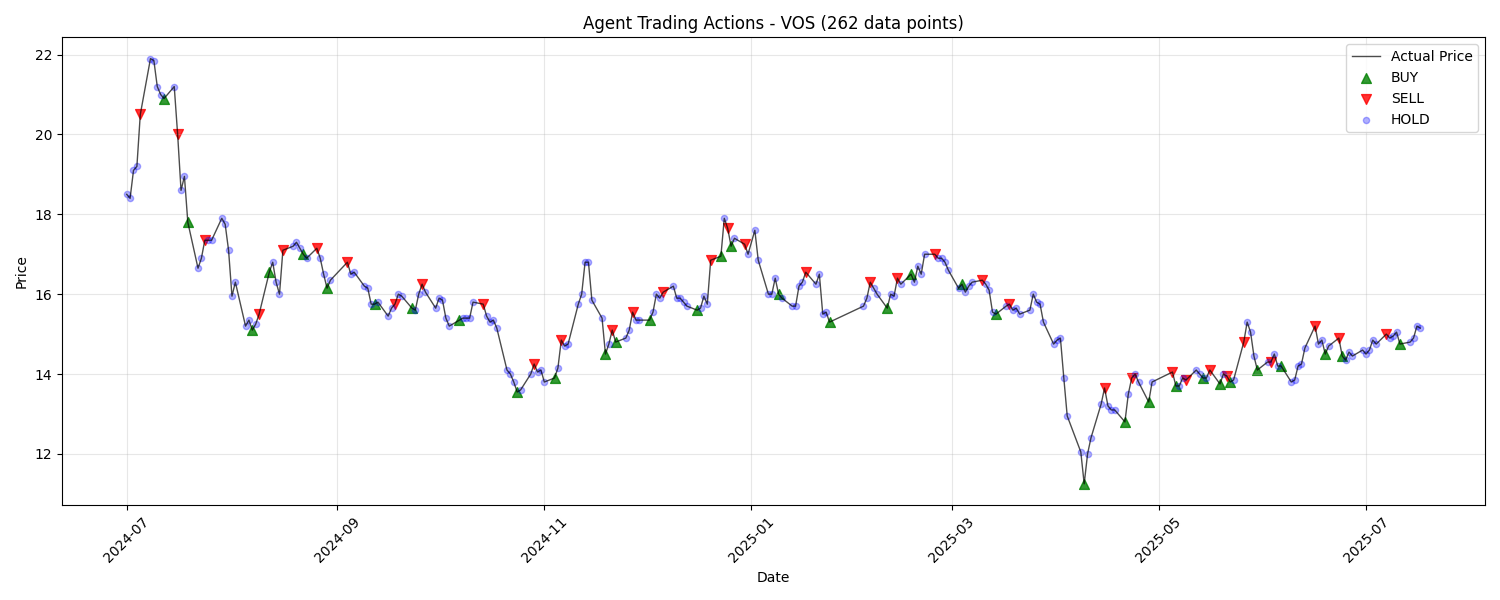 Agent Trading Actions - VOS (262 data points)
Actual Price
BUY
SELL
HOLD
Price
22
20
18
16
14
12
2024-07
2024-09
2024-11
2025-01
2025-03
2025-05
2025-07
Date